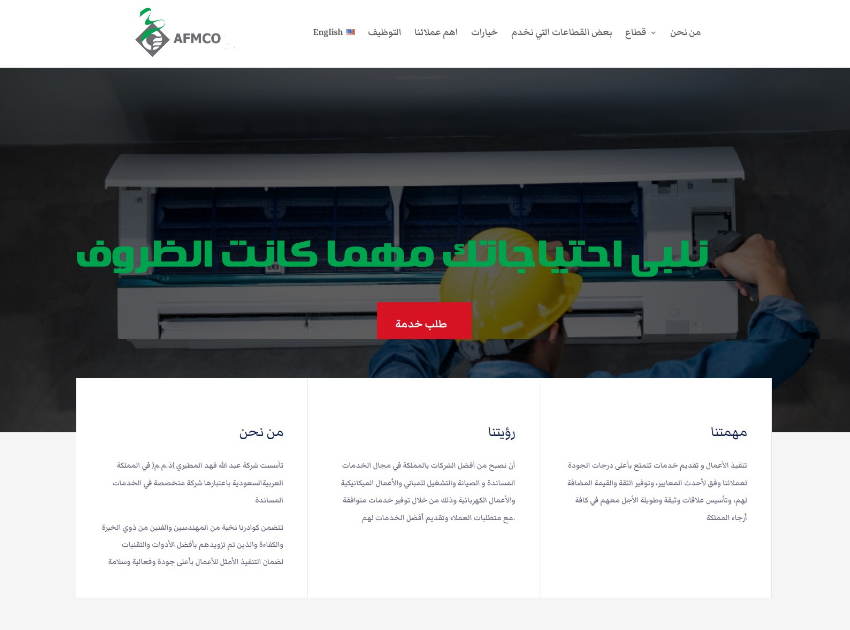 AFMCO
من نحن
قطاع
بعض القطاعات التي نخدم
خيارات
اهم عملائنا
التوظيف
English
نلبى احتياجاتك مهما كانت الظروف
طلب خدمة
مهمتنا
تنفيذ الأعمال و تقديم خدمات تتمتع بأعلى درجات الجودة
لعملائنا وفق لأحدث المعايير، وتوفير الثقة والقيمة المضافة
لهم، وتأسيس علاقات وثيقة وطويلة الأجل معهم في كافة
أرجاء المملكة
رؤيتنا
أن نصبح من أفضل الشركات بالمملكة في مجال الخدمات
المساندة و الصيانة والتشغيل للمباني والأعمال الميكانيكية
والأعمال الكهربائية وذلك من خلال توفير خدمات متوافقة
.مع متطلبات العملاء وتقديم أفضل الخدمات لهم
من نحن
تأسست شركة عبد الله فهد المطيري )ذ.م.م( في المملكة
العربيةالسعودية باعتبارها شركة متخصصة في الخدمات
المساندة
تتضمن كوادرنا نخبة من المهندسين والفنين من ذوي الخبرة
والكفاءة والذين تم تزويدهم بأفضل الأدوات والتقنيات
لضمان التنفيذ الأمثل للأعمال بأعلى جودة وفعالية وسلامة